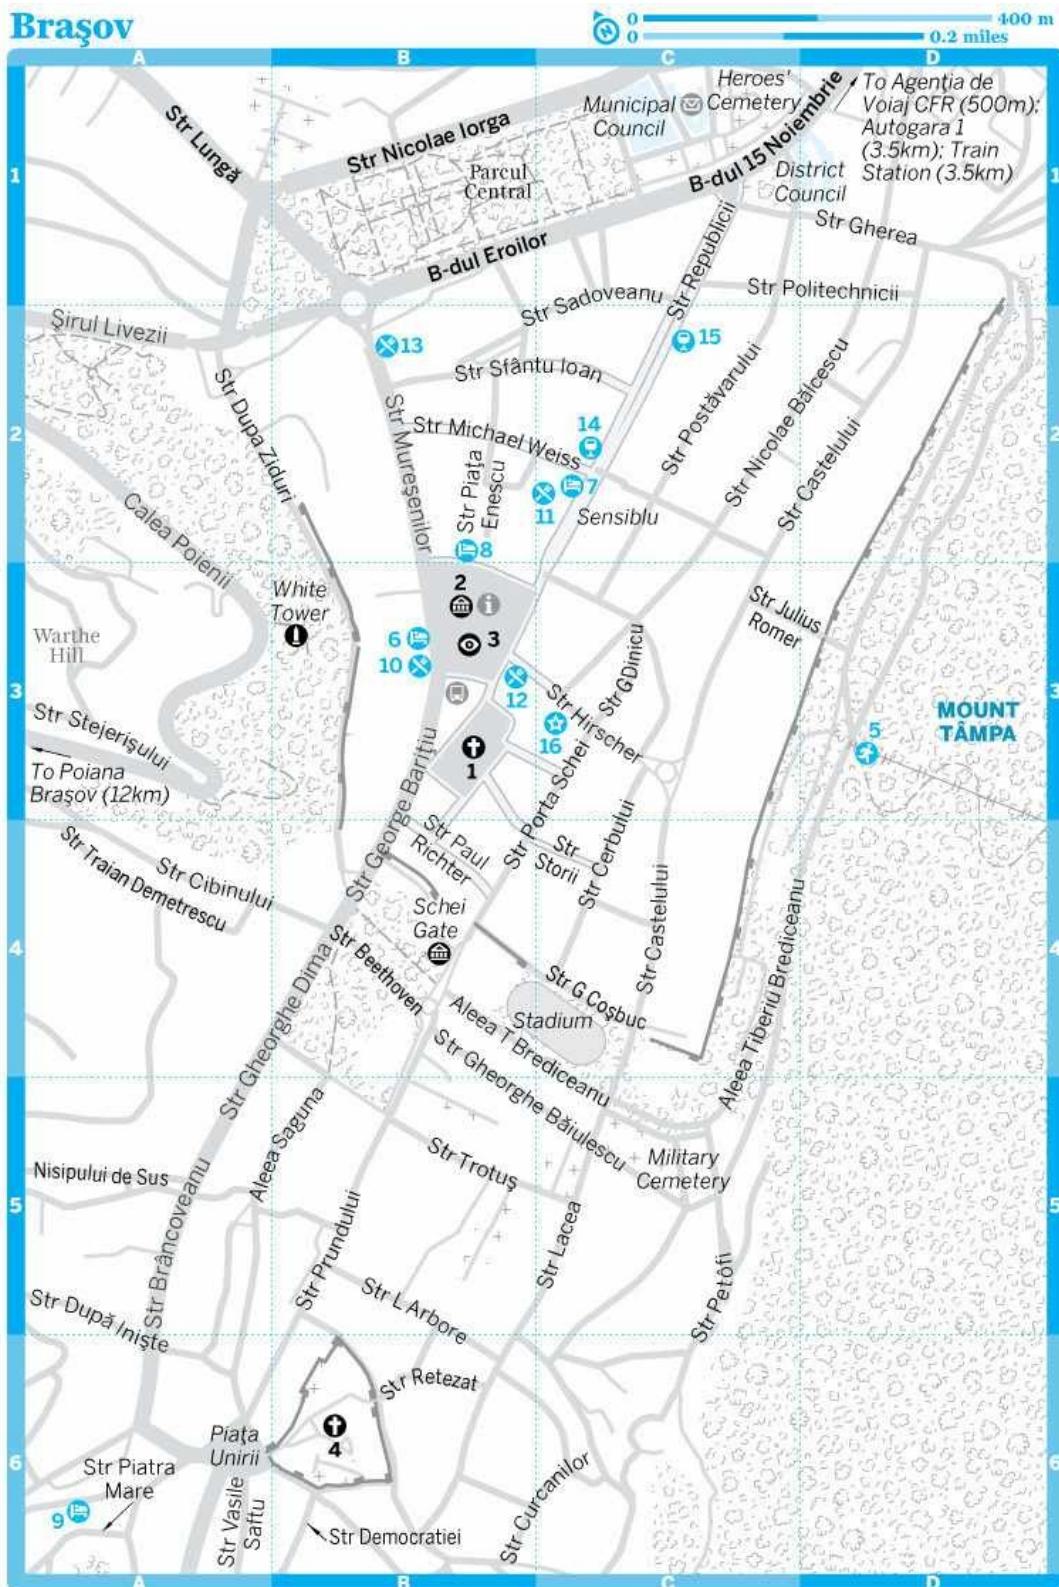 Braşov
0 400 m
0 0.2 miles
A B C D
1
Str Lungă
Str Nicolae Iorga
Parcul
Central
Municipal
Council
Heroes'
Cemetery
B-dul 15 Noiembrie
To Agenția de
Voiaj CFR (500m);
Autogara 1
(3.5km); Train
Station (3.5km)
District
Council
1
Str Gherea
B-dul Eroilor
Str Republicii
Str Sadoveanu
Str Politechnicii
Şirul Livezii
13
15
Str Sfântu Ioan
Str Dupa Ziduri
Str Mureşenilor
Str Michael Weiss
14
Str Postăvarului
Str Nicolae Bălcescu
Str Castelului
2
2
Str Piaţa
Enescu
7
11
Sensiblu
8
Calea Poienii
White
Tower
2
3
Str Julius
Romer
Warthe
Hill
6
10
12
Str G Dinicu
Str Hirscher
16
3
3
MOUNT
TÂMPA
5
Str Stejerişului
To Poiana
Braşov (12km)
1
Str George Bariţiu
Str Porta Schei
Str Paul
Richter
Str
Storii
Str Cerbului
Str Traian Demetrescu
Str Cibinului
Schei
Gate
Str Castelului
4
4
Str Beethoven
Str G Coşbuc
Stadium
Aleea Tiberiu Brediceanu
Str Gheorghe Dima
Aleea T Brediceanu
Str Gheorghe Băiulescu
Aleea Saguna
Str Trotuş
Military
Cemetery
Nisipului de Sus
5
5
Str Brâncoveanu
Str Prundului
Str Lacea
Str Petőfi
Str După Inişte
Str L Arbore
Str Retezat
4
Piaţa
Unirii
6
6
Str Piatra
Mare
9
Str Vasile
Saftu
Str Democratiei
Str Curcanilor
A B C D